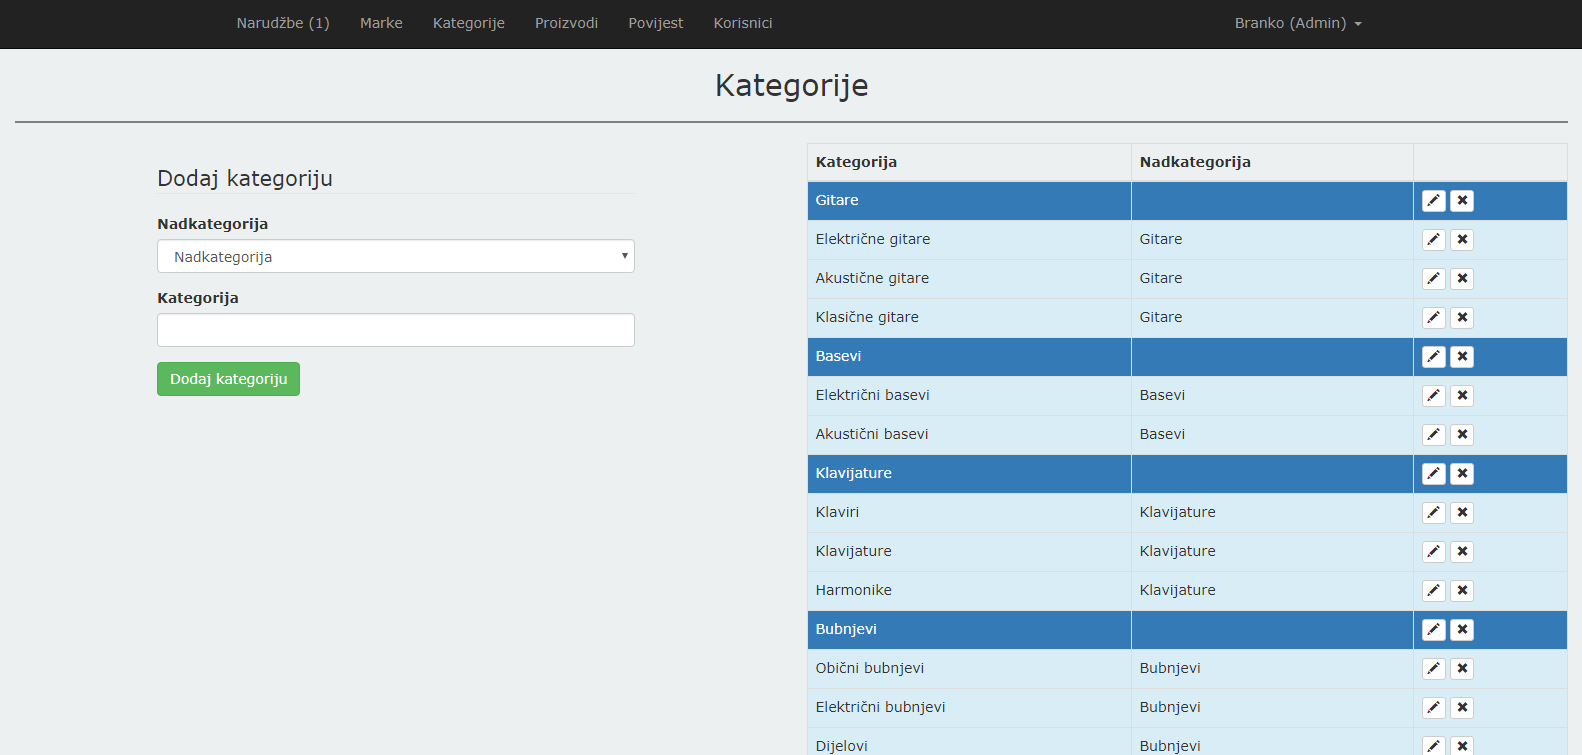 Narudžbe (1) Marke Kategorije Proizvodi Povijest Korisnici Branko (Admin)
Kategorije
Dodaj kategoriju
Nadkategorija
Nadkategorija
Kategorija
Dodaj kategoriju
Kategorija Nadkategorija
Gitare
Električne gitare Gitare
Akustične gitare Gitare
Klasične gitare Gitare
Basevi
Električni basevi Basevi
Akustični basevi Basevi
Klavijature
Klaviri Klavijature
Klavijature Klavijature
Harmonike Klavijature
Bubnjevi
Obični bubnjevi Bubnjevi
Električni bubnjevi Bubnjevi
Dijelovi Bubnjevi